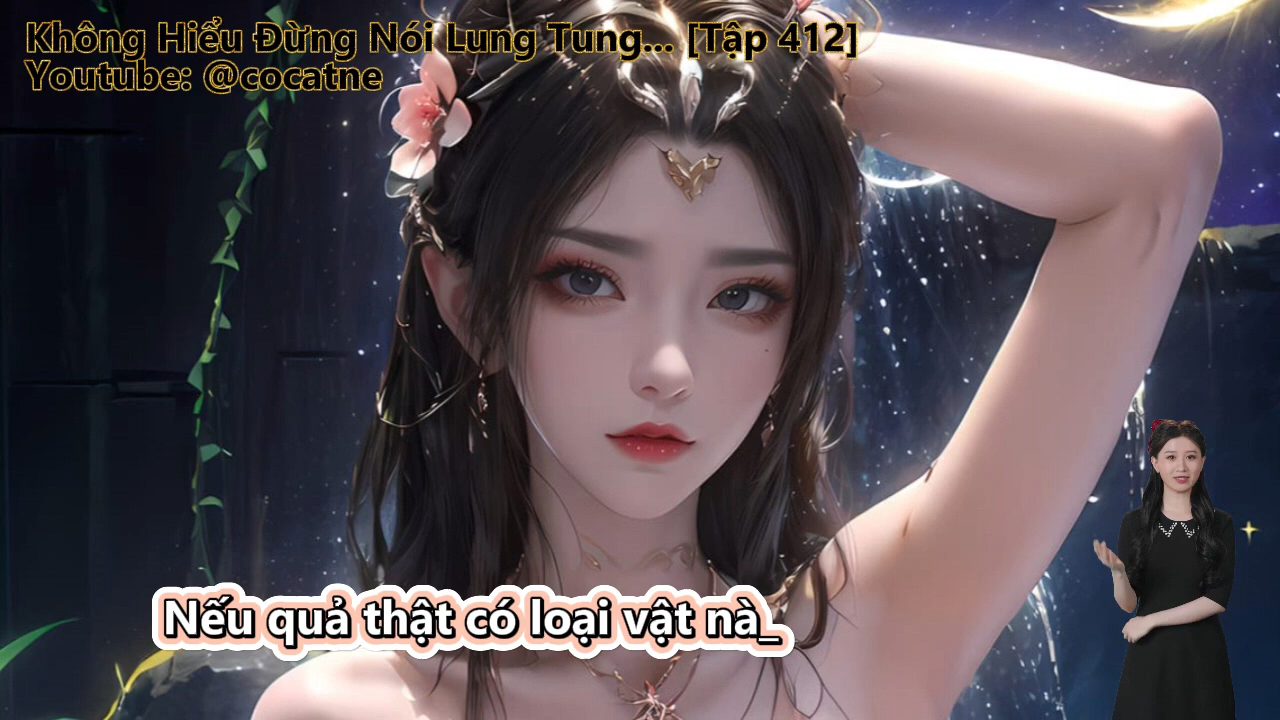 Không Hiểu Đừng Nói Lung Tung... [Tập 412]
Youtube: @cocatne
Nếu quả thật có loại vật nà_